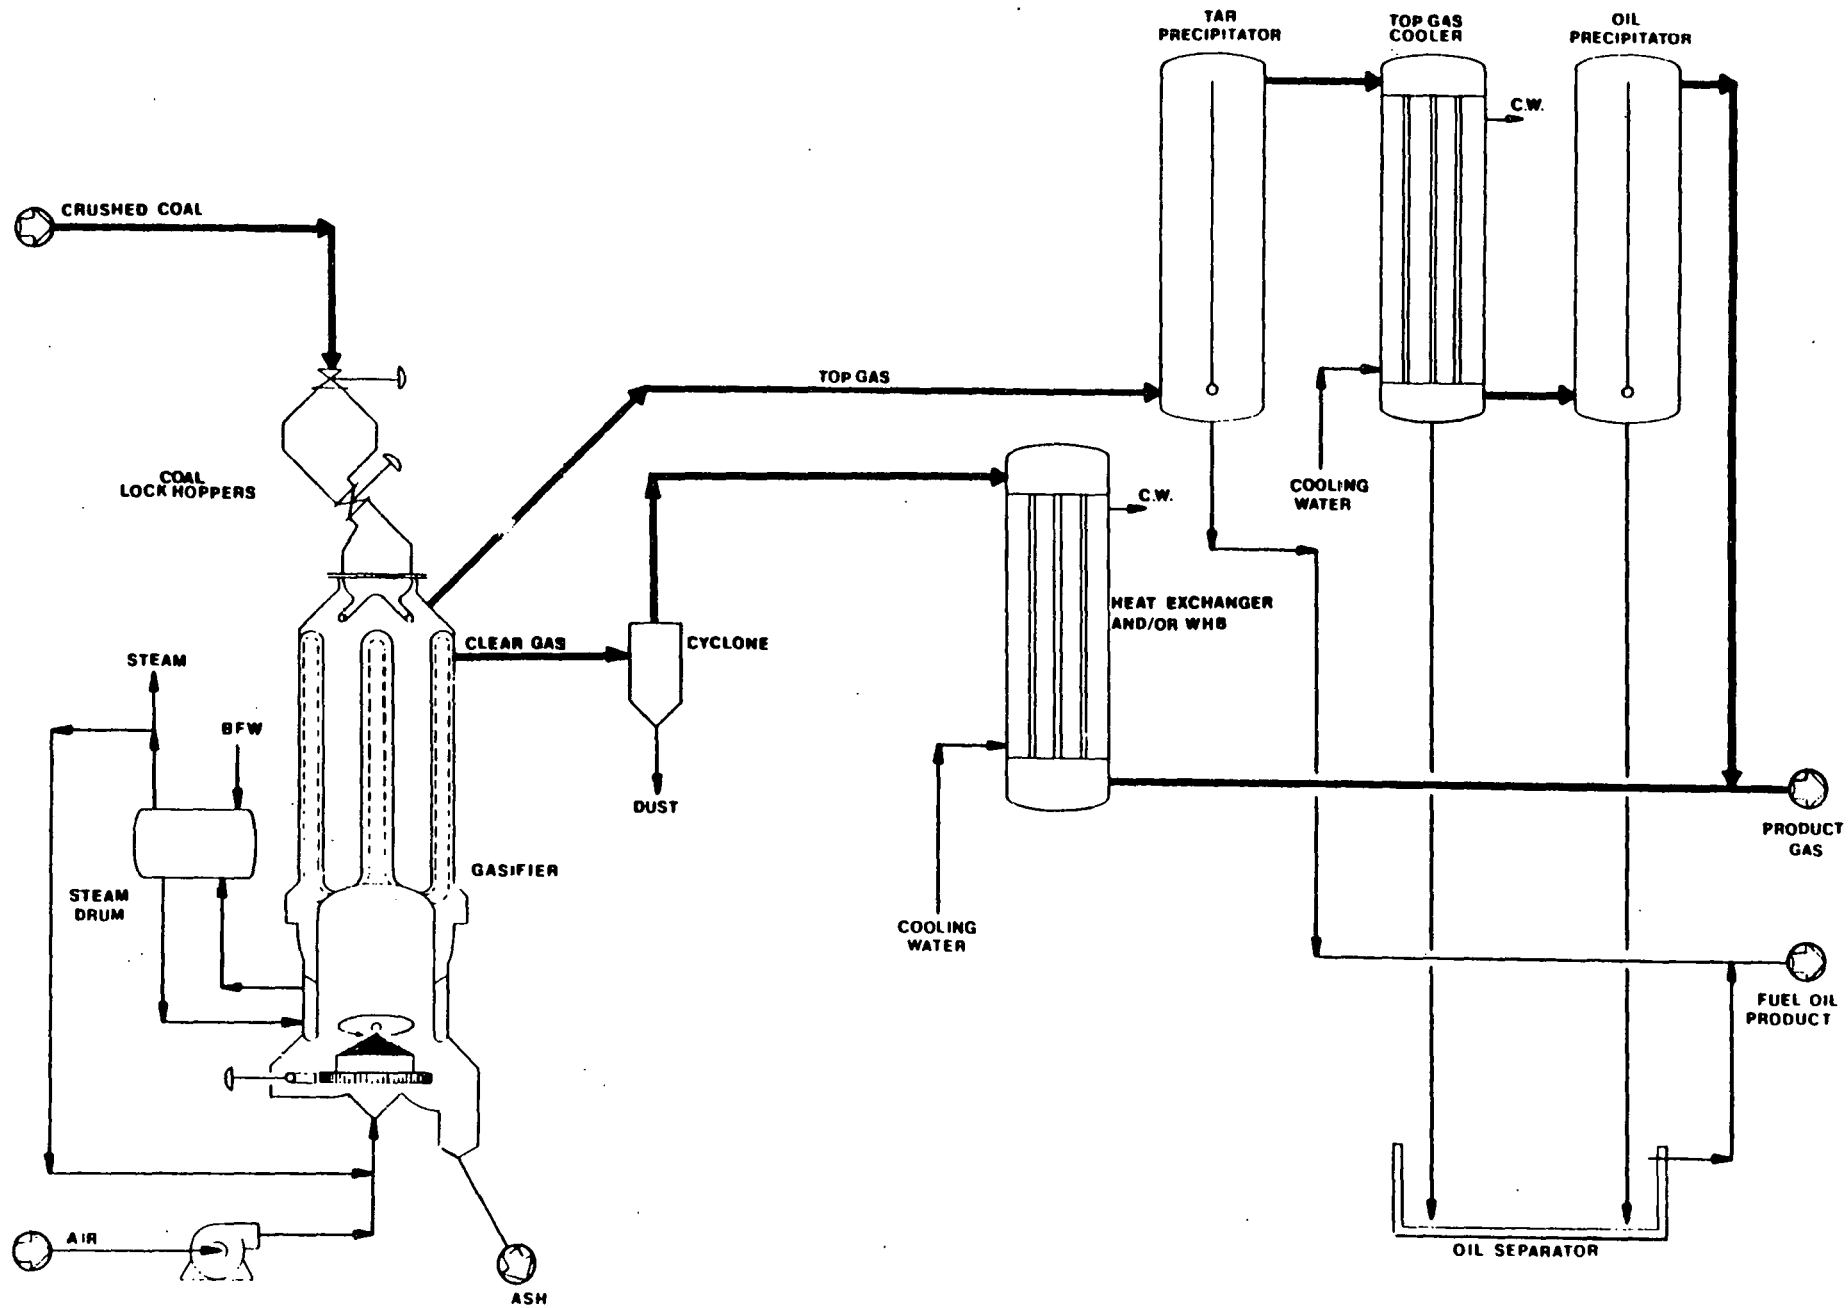 TAR
PRECIPITATOR
TOP GAS
COOLER
OIL
PRECIPITATOR
C.W.
CRUSHED COAL
TOP GAS
COAL
LOCK HOPPERS
COOLING
WATER
C.W.
HEAT EXCHANGER
AND/OR WHB
CLEAR GAS
CYCLONE
STEAM
BFW
DUST
PRODUCT
GAS
GASIFIER
STEAM
DRUM
COOLING
WATER
FUEL OIL
PRODUCT
AIR
OIL SEPARATOR
ASH